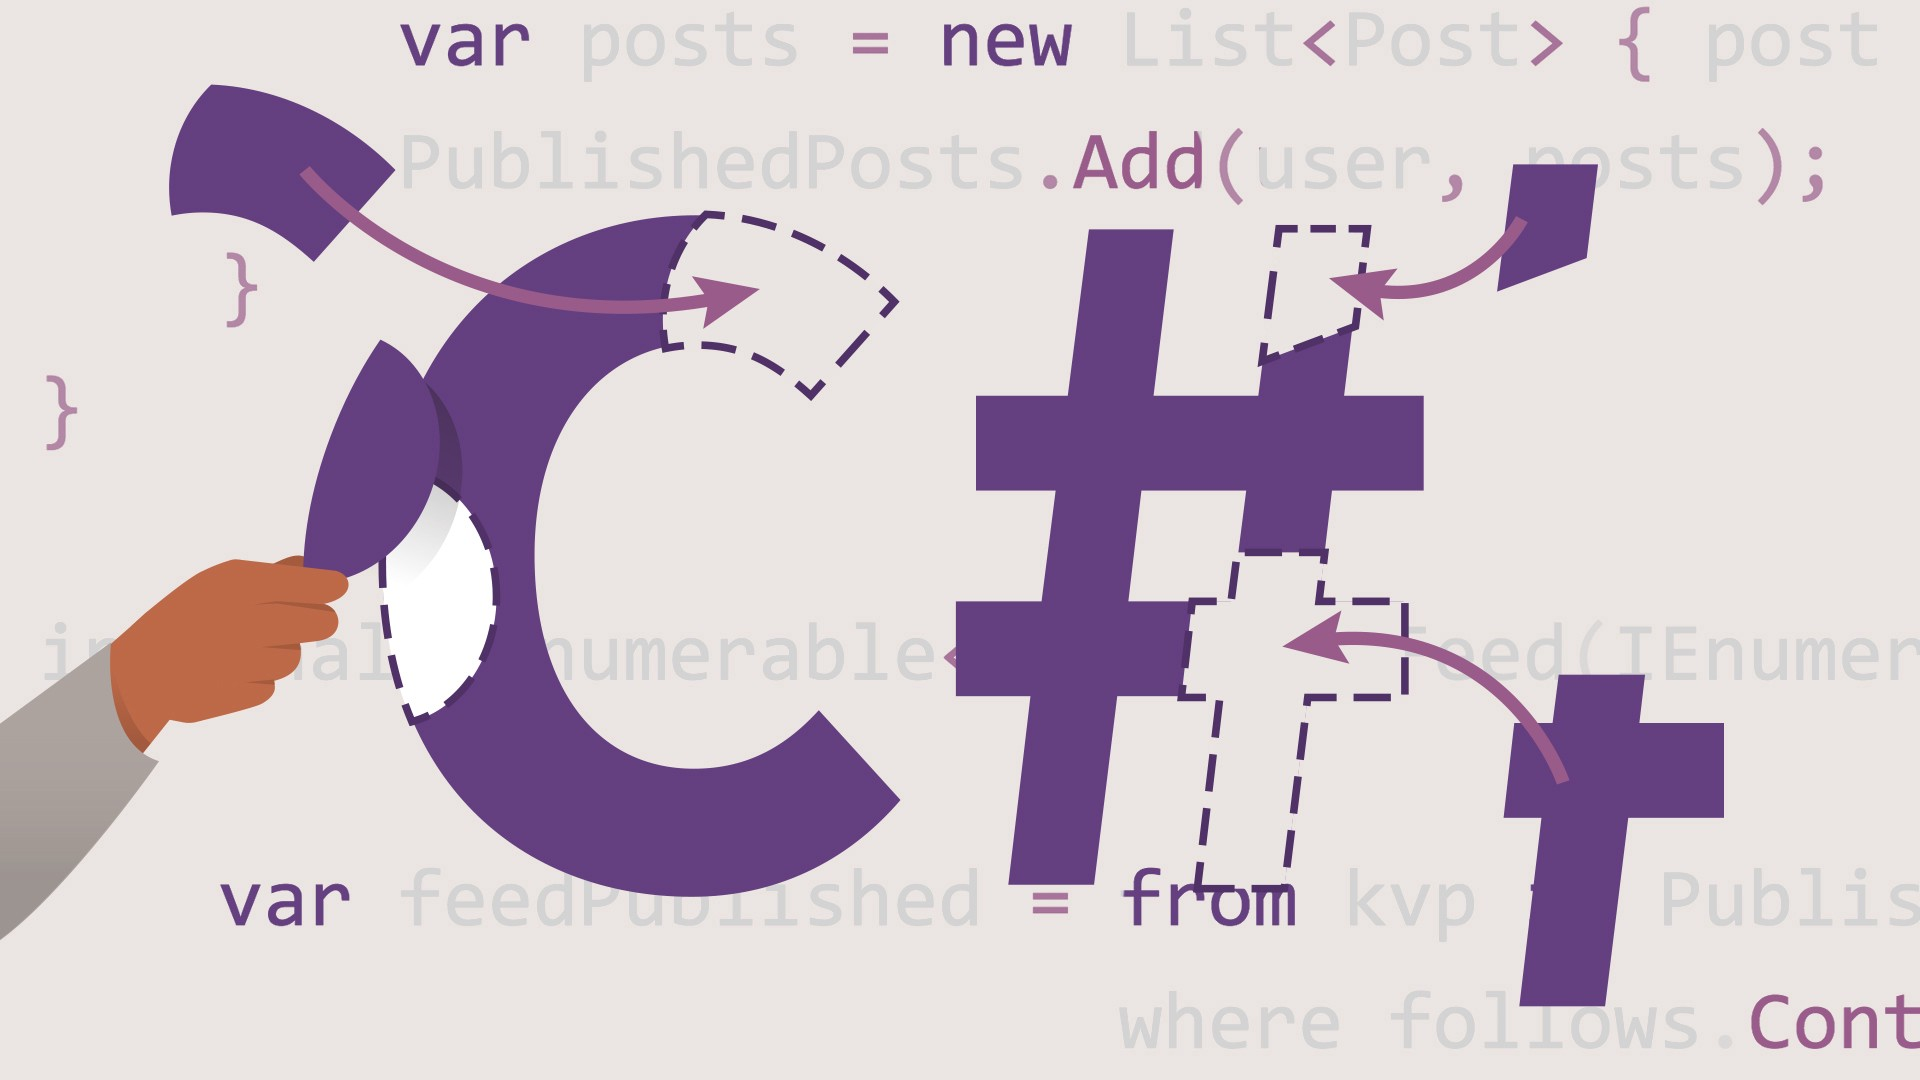 var posts = new List<Post> { post
PublishedPosts.Add(user, posts);
}
}
C#
numerable< Feed(IEnumer
var feedPublished = from kvp Publis
where follows.Cont